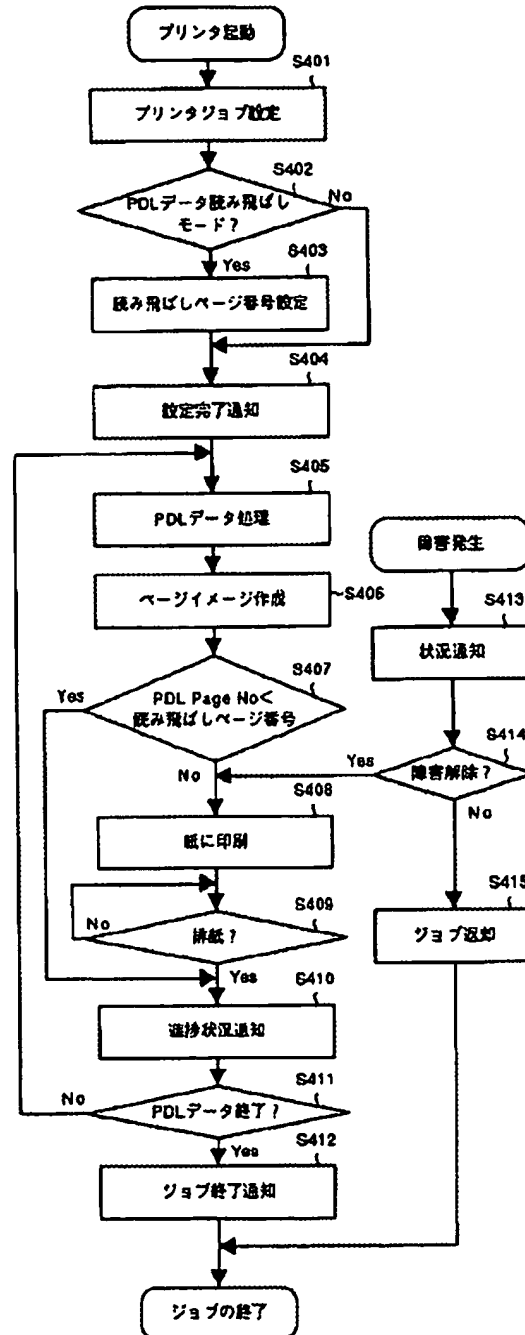 プリンタ起動
S401
プリンタジョブ設定
S402
PDLデータ読み飛ばし
モード?
No
Yes
S403
読み飛ばしページ番号設定
S404
設定完了通知
S405
PDLデータ処理
ページイメージ作成
S406
S407
PDL Page No<
読み飛ばしページ番号
Yes
No
S408
紙に印刷
S409
排紙?
No
Yes
S410
進捗状況通知
S411
PDLデータ終了?
No
Yes
S412
ジョブ終了通知
ジョブの終了
障害発生
S413
状況通知
S414
障害解除?
Yes
No
S415
ジョブ返却